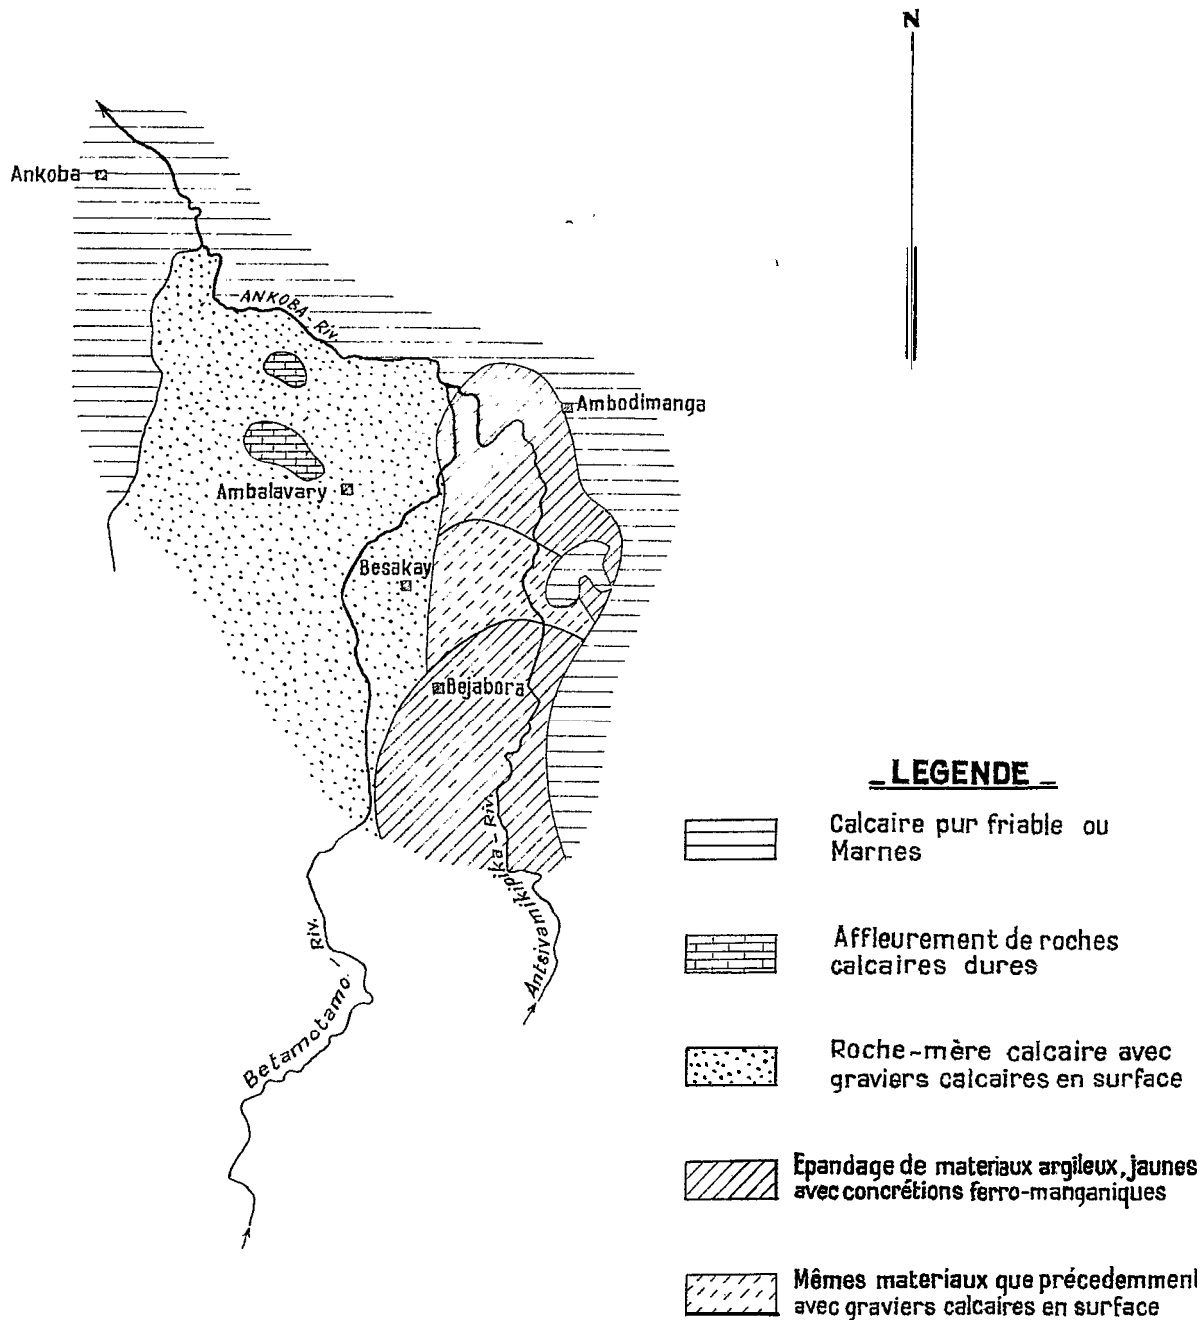 N
Ankoba
ANKOBA - Riv.
Ambodimanga
Ambalavary
Besakay
Bejabora
Antsivamikipika - Riv.
Betamotamo - Riv.
_ LEGENDE _
Calcaire pur friable ou
Marnes
Affleurement de roches
calcaires dures
Roche-mère calcaire avec
graviers calcaires en surface
Epandage de materiaux argileux, jaunes
avec concrétions ferro-manganiques
Mêmes materiaux que précedemment
avec graviers calcaires en surface